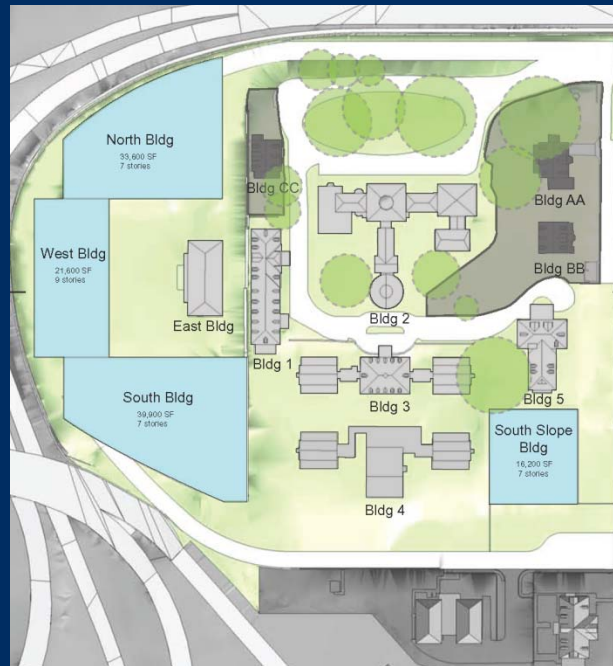 North Bldg
33,600 SF
7 stories
Bldg CC
Bldg AA
West Bldg
21,600 SF
9 stories
East Bldg
Bldg 2
Bldg BB
Bldg 1
South Bldg
39,900 SF
7 stories
Bldg 3
Bldg 5
South Slope
Bldg
16,200 SF
7 stories
Bldg 4